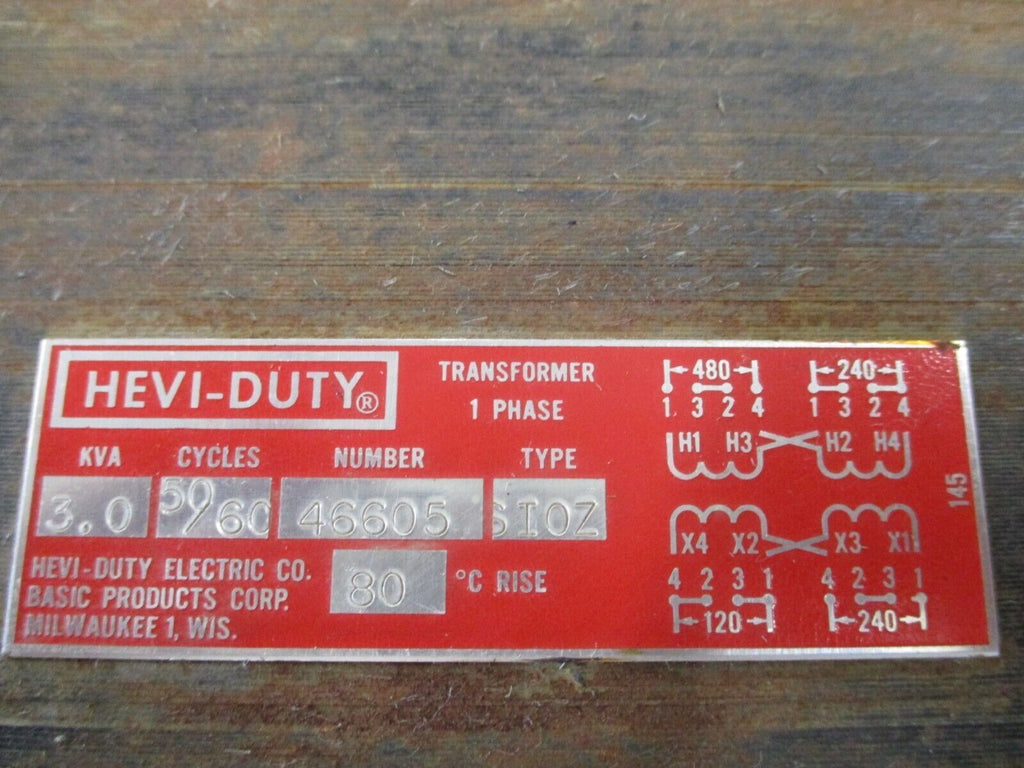 HEVI-DUTY®
TRANSFORMER
1 PHASE
KVA CYCLES NUMBER TYPE
3.0 50/60 46605 SIOZ
HEVI-DUTY ELECTRIC CO.
BASIC PRODUCTS CORP.
MILWAUKEE 1, WIS.
80 °C RISE
480 240
1 3 2 4 1 3 2 4
H1 H3 H2 H4
X4 X2 X3 X1
4 2 3 1 4 2 3 1
120 240
145